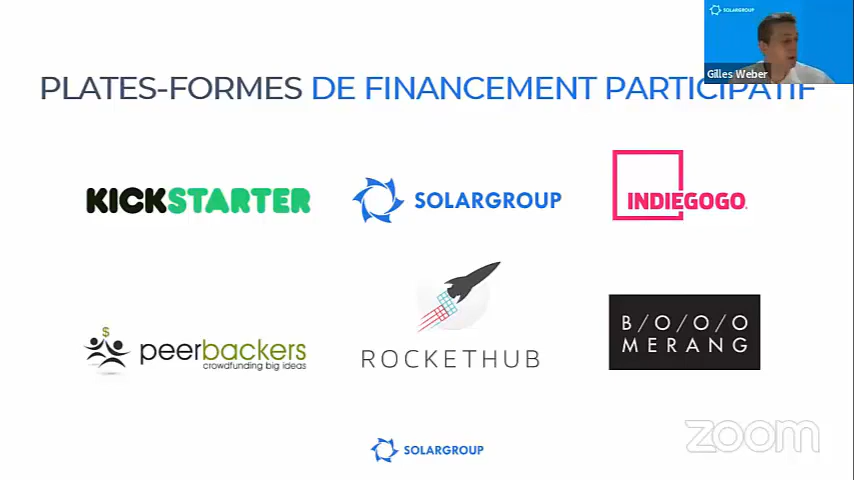 SOLARGROUP
Gilles Weber
PLATES-FORMES DE FINANCEMENT PARTICIPATIF
KICKSTARTER
SOLARGROUP
INDIEGOGO
$
peerbackers
crowdfunding big ideas
ROCKETHUB
B/O/O/O
MERANG
SOLARGROUP
zoom